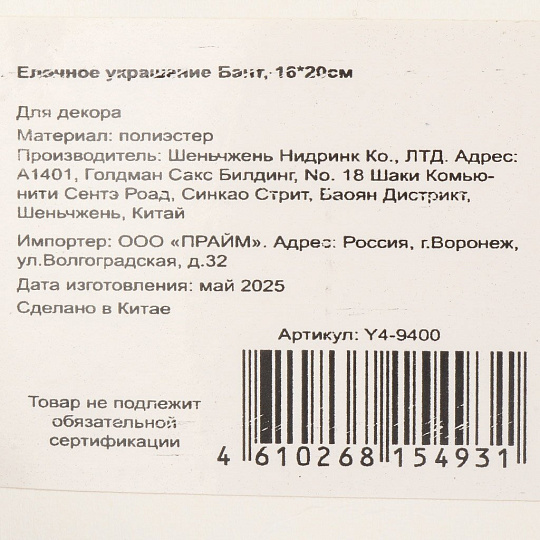 Елочное украшение Бант, 16*20см
Для декора
Материал: полиэстер
Производитель: Шеньчжень Нидринк Ко., ЛТД. Адрес:
А1401, Голдман Сакс Билдинг, No. 18 Шаки Комью-
нити Сентэ Роад, Синкао Стрит, Баоян Дистрикт,
Шеньчжень, Китай
Импортер: ООО «ПРАЙМ». Адрес: Россия, г.Воронеж,
ул.Волгоградская, д.32
Дата изготовления: май 2025
Сделано в Китае
Артикул: Y4-9400
Товар не подлежит
обязательной
сертификации
4 610268 154931